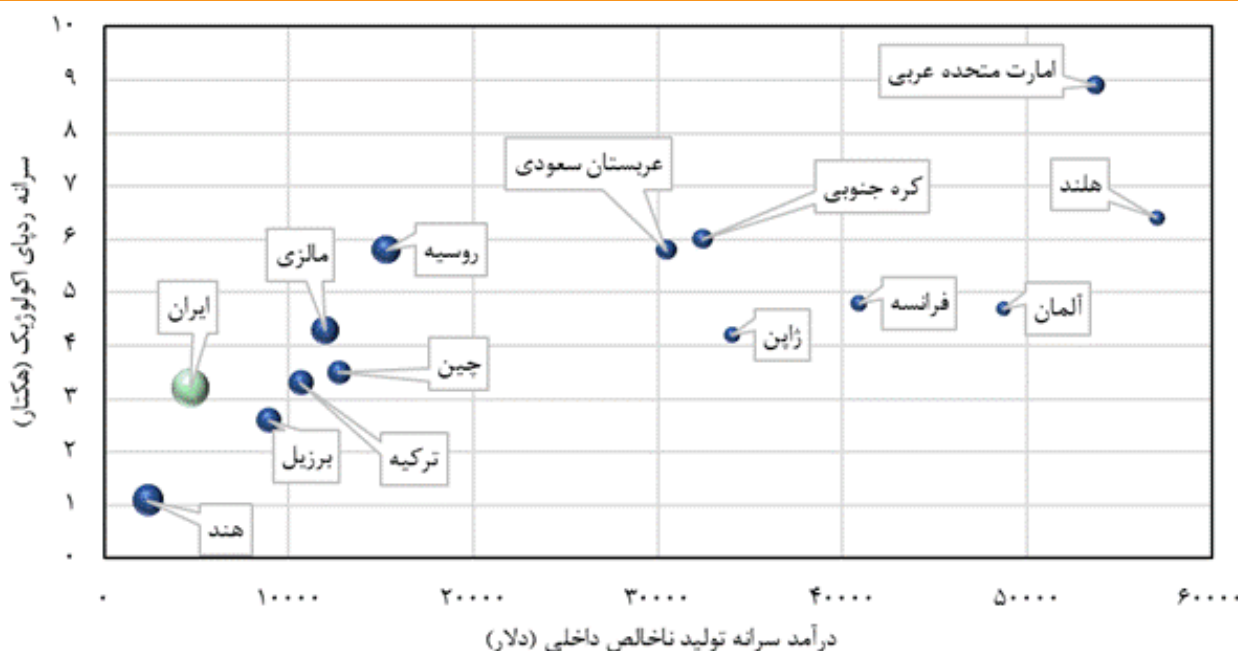 سرانه ردپای اکولوژیک (هکتار)
۱۰
۹
۸
۷
۶
۵
۴
۳
۲
۱
۰
امارت متحده عربی
عربستان سعودی
کره جنوبی
هلند
مالزی
روسیه
ایران
فرانسه
آلمان
ژاپن
چین
برزیل
ترکیه
هند
۰ ۱۰۰۰۰ ۲۰۰۰۰ ۳۰۰۰۰ ۴۰۰۰۰ ۵۰۰۰۰ ۶۰۰۰۰
درآمد سرانه تولید ناخالص داخلی (دلار)